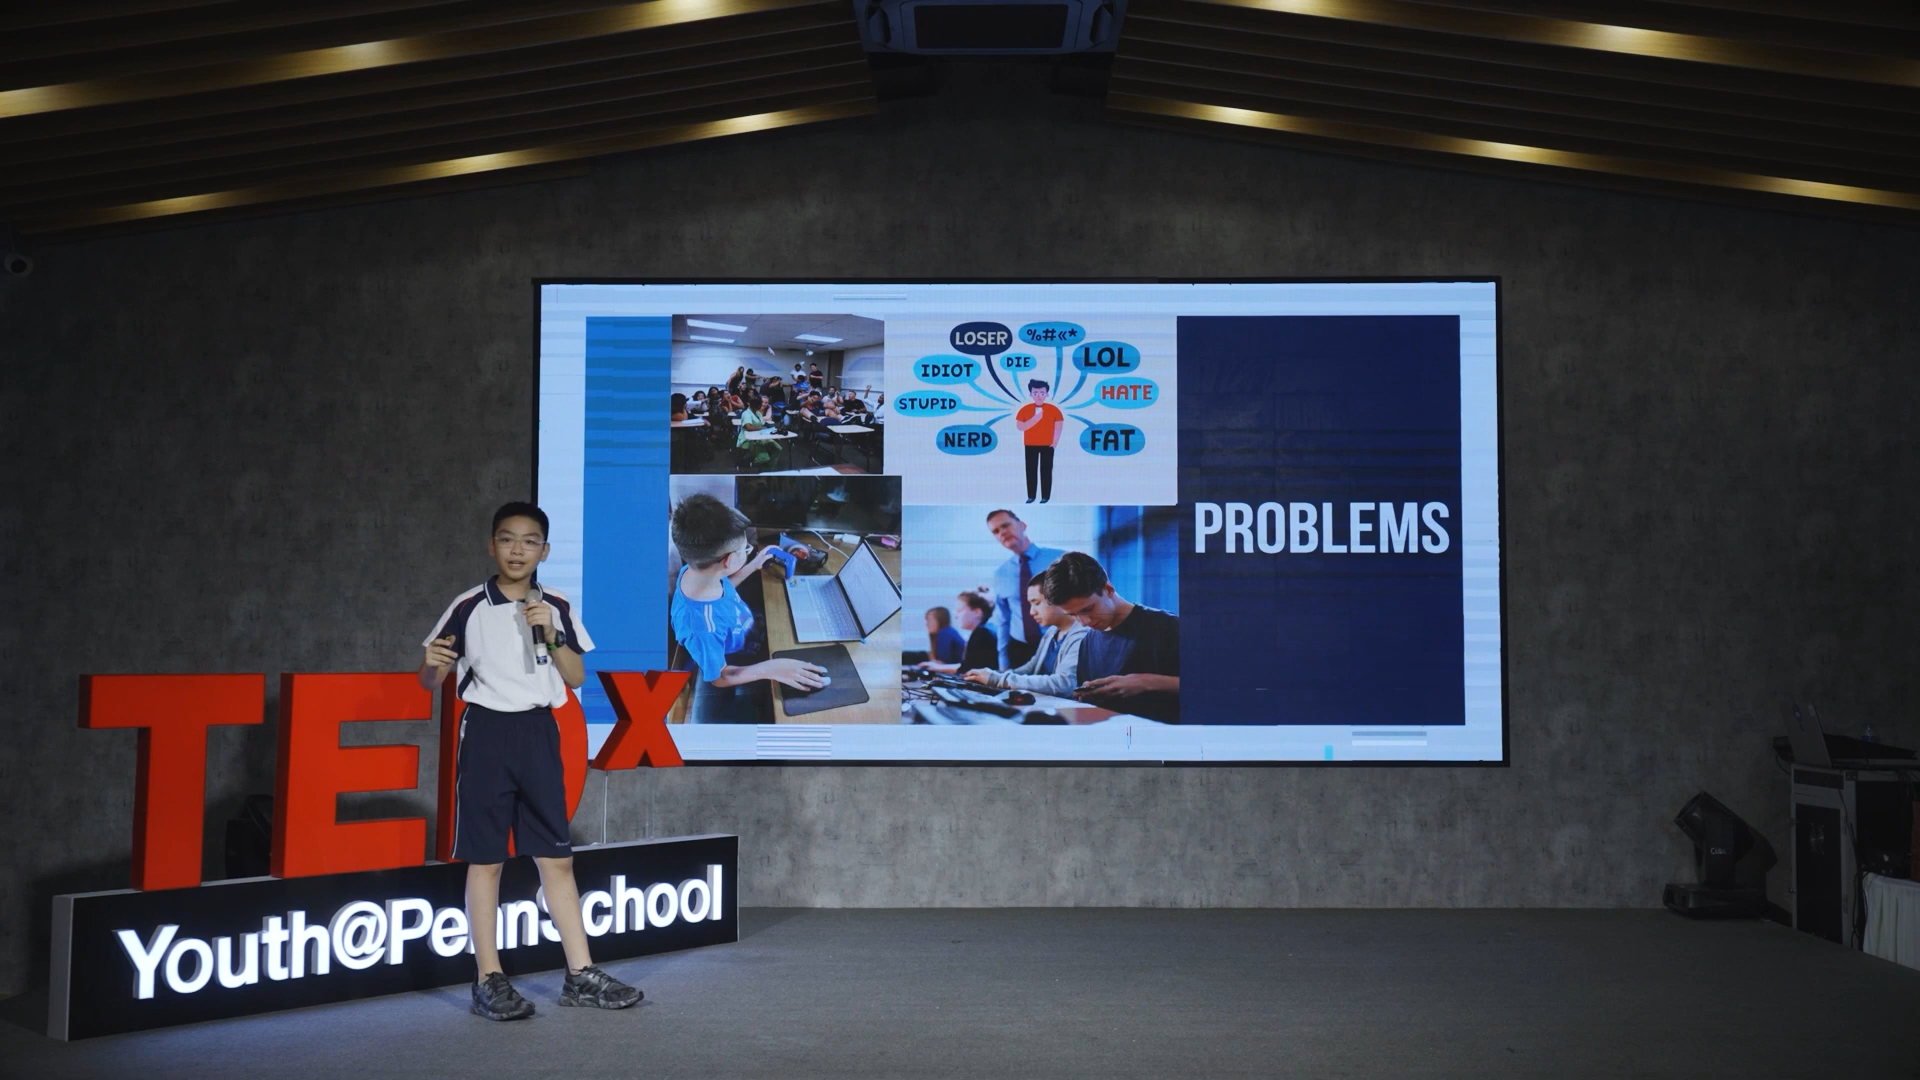 LOSER
%#«*
IDIOT
DIE
LOL
STUPID
HATE
NERD
FAT
PROBLEMS
TEDx
Youth@PennSchool